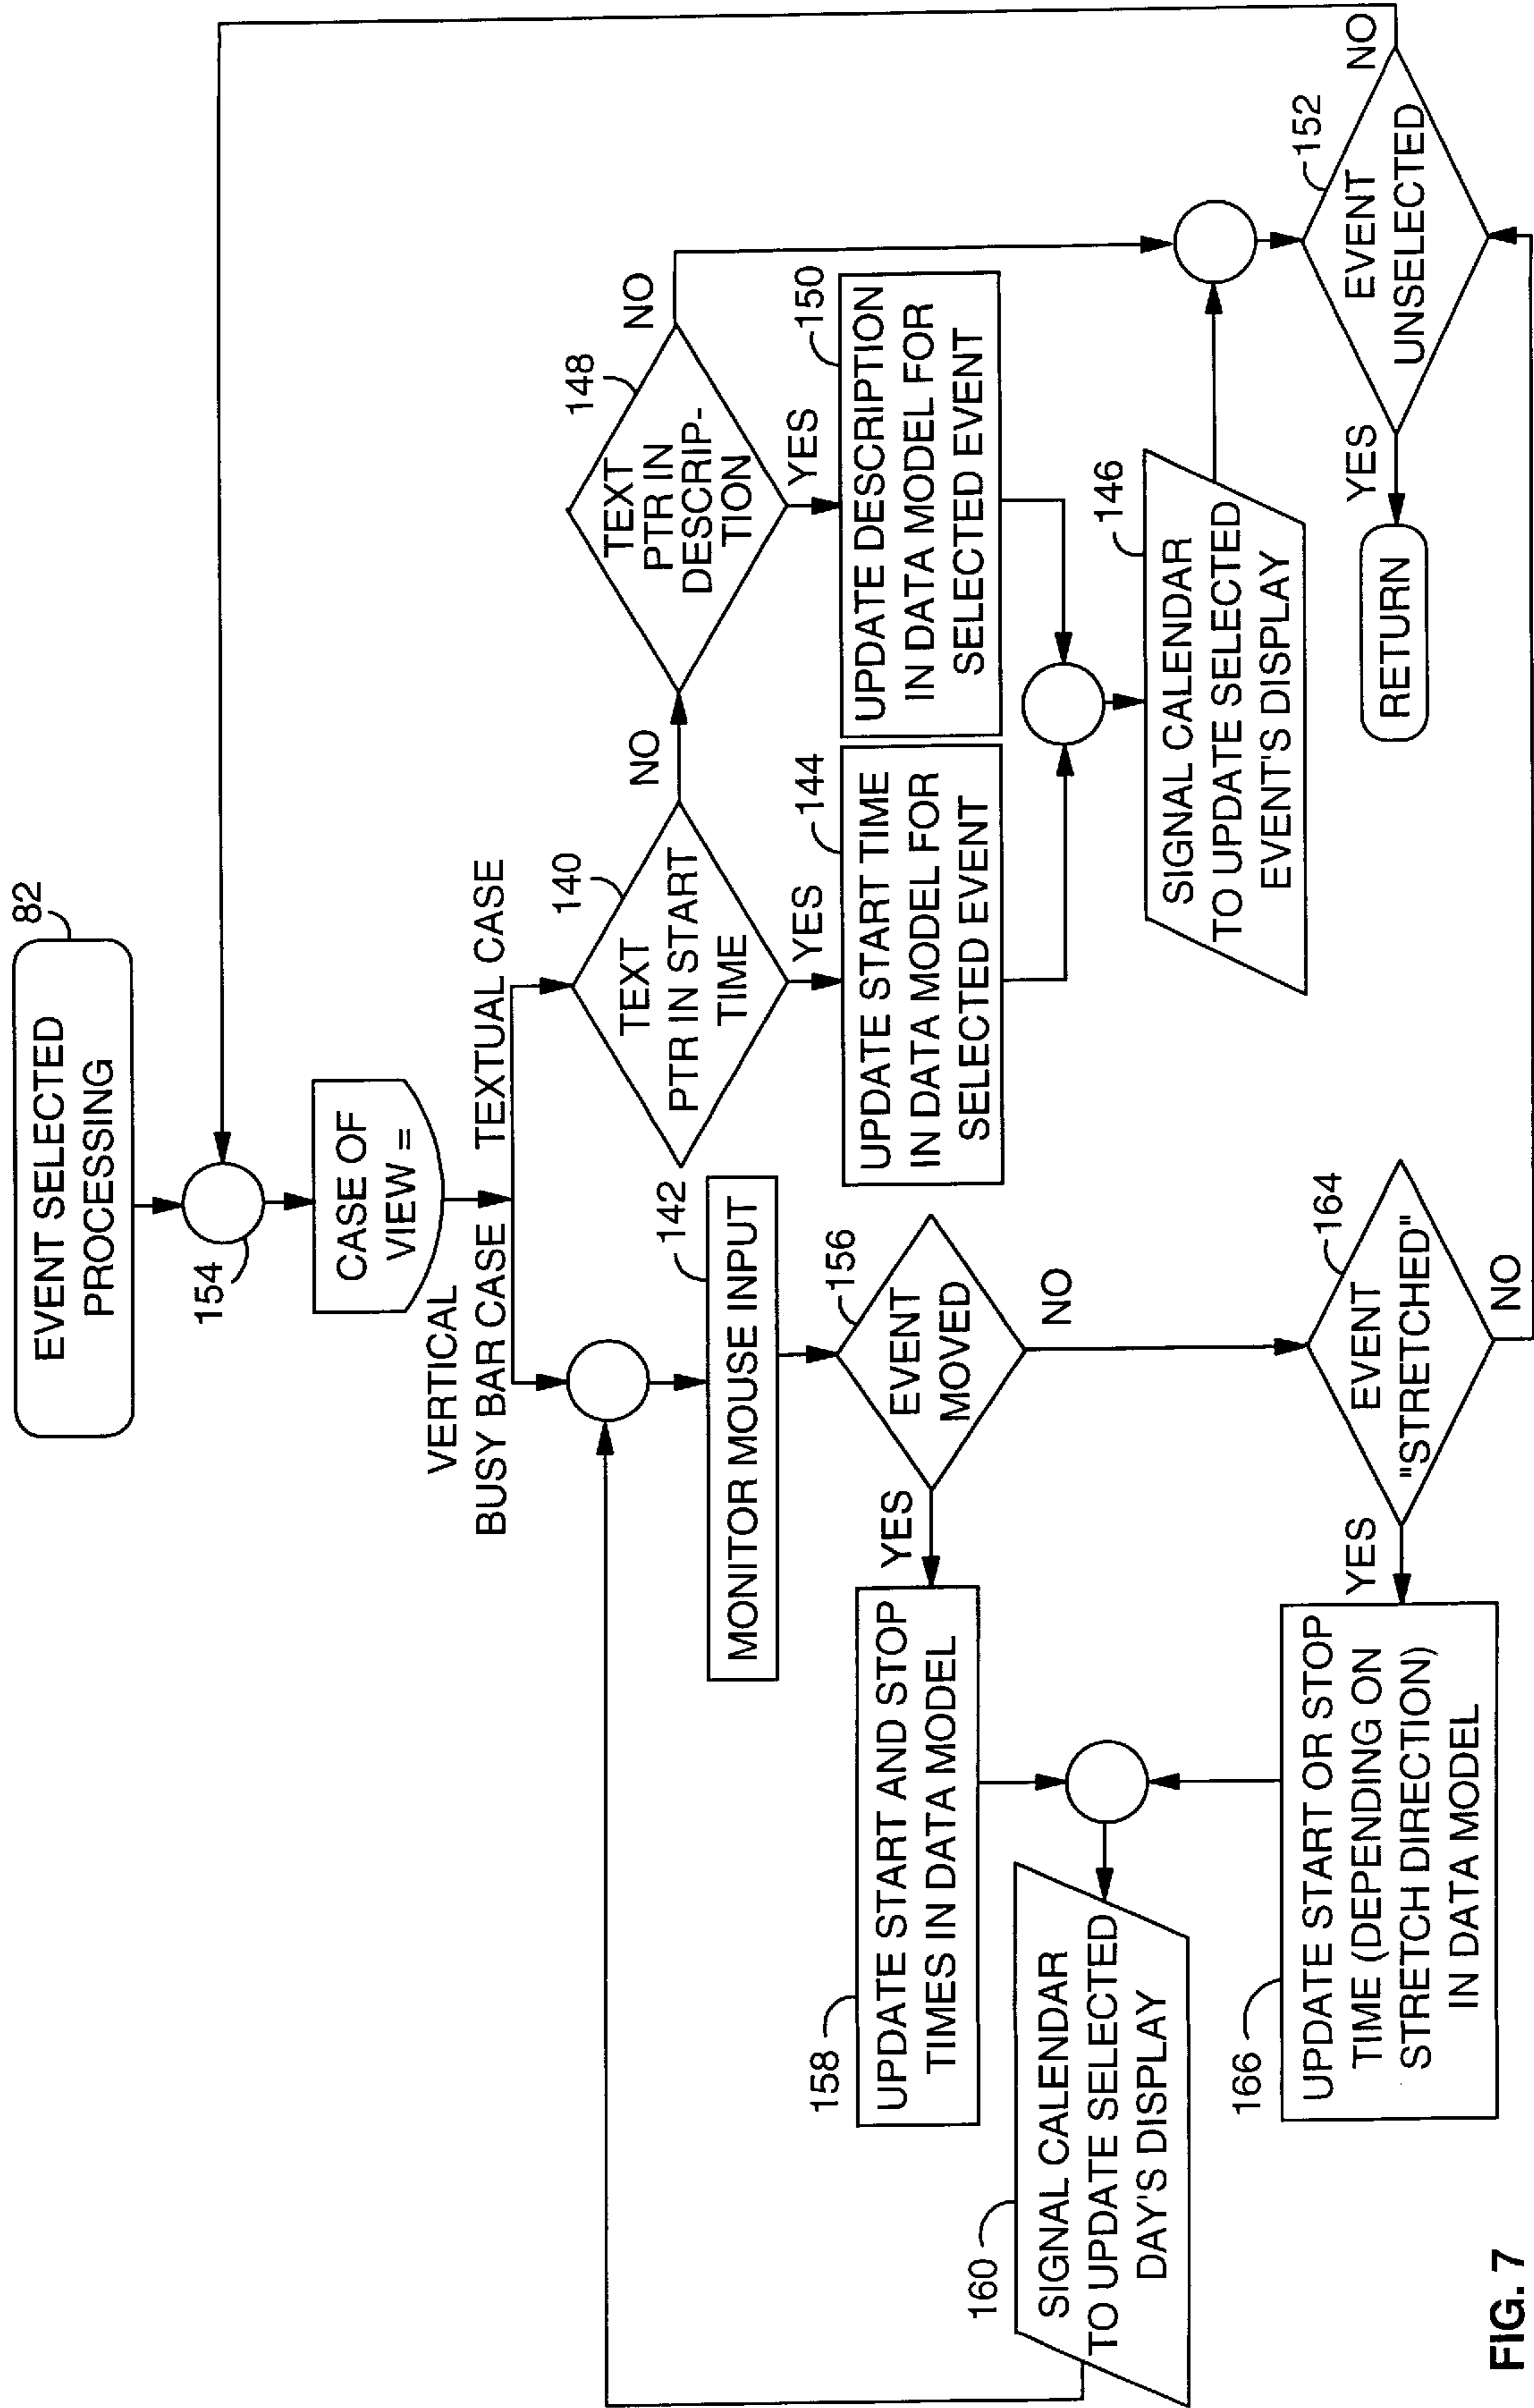 EVENT SELECTED
PROCESSING
82
154
CASE OF
VIEW =
VERTICAL
BUSY BAR CASE
TEXTUAL CASE
MONITOR MOUSE INPUT
142
TEXT
PTR IN START
TIME
140
NO
YES
TEXT
PTR IN
DESCRIP-
TION
148
NO
YES
UPDATE START TIME
IN DATA MODEL FOR
SELECTED EVENT
144
UPDATE DESCRIPTION
IN DATA MODEL FOR
SELECTED EVENT
150
EVENT
MOVED
156
YES
NO
158
UPDATE START AND STOP
TIMES IN DATA MODEL
160
SIGNAL CALENDAR
TO UPDATE SELECTED
DAY'S DISPLAY
SIGNAL CALENDAR
TO UPDATE SELECTED
EVENT'S DISPLAY
146
166
UPDATE START OR STOP
TIME (DEPENDING ON
STRETCH DIRECTION)
IN DATA MODEL
YES
EVENT
"STRETCHED"
164
NO
RETURN
YES
EVENT
UNSELECTED
152
NO
FIG. 7